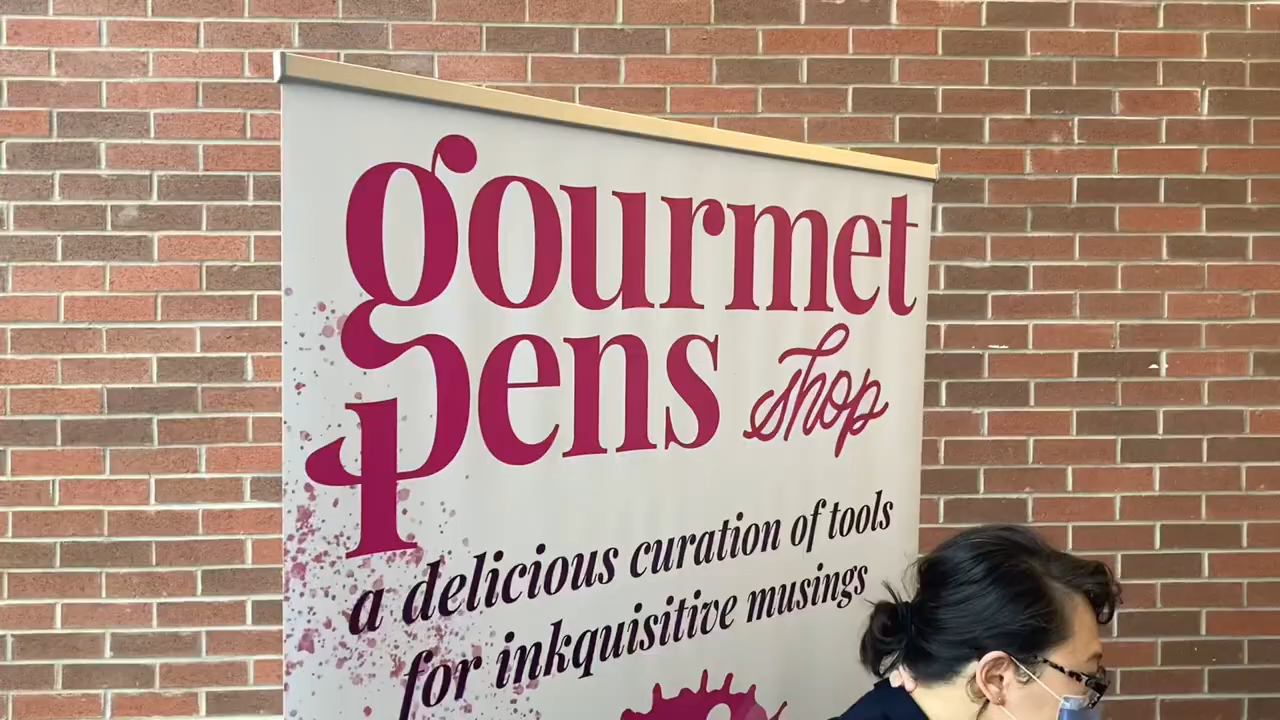 gourmet
pens shop
a delicious curation of tools
for inkquisitive musings